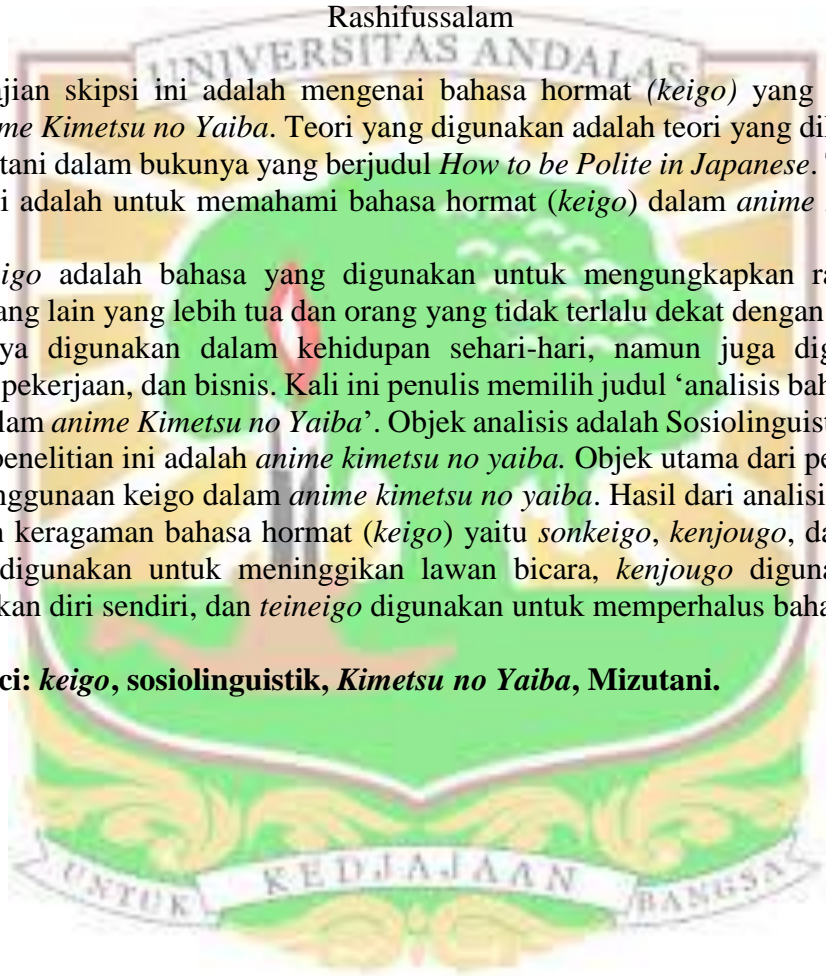 Rashifussalam
UNIVERSITAS ANDALAS
jian skipsi ini adalah mengenai bahasa hormat (keigo) yang
me Kimetsu no Yaiba. Teori yang digunakan adalah teori yang di
tani dalam bukunya yang berjudul How to be Polite in Japanese.
i adalah untuk memahami bahasa hormat (keigo) dalam anime
igo adalah bahasa yang digunakan untuk mengungkapkan ra
ang lain yang lebih tua dan orang yang tidak terlalu dekat dengan
ya digunakan dalam kehidupan sehari-hari, namun juga dig
pekerjaan, dan bisnis. Kali ini penulis memilih judul ‘analisis bah
lam anime Kimetsu no Yaiba’. Objek analisis adalah Sosiolinguist
penelitian ini adalah anime kimetsu no yaiba. Objek utama dari pe
nggunaan keigo dalam anime kimetsu no yaiba. Hasil dari analisi
n keragaman bahasa hormat (keigo) yaitu sonkeigo, kenjougo, da
digunakan untuk meninggikan lawan bicara, kenjougo diguna
kan diri sendiri, dan teineigo digunakan untuk memperhalus baha
ci: keigo, sosiolinguistik, Kimetsu no Yaiba, Mizutani.
UNTUK KEDJAJAAN BANGSA